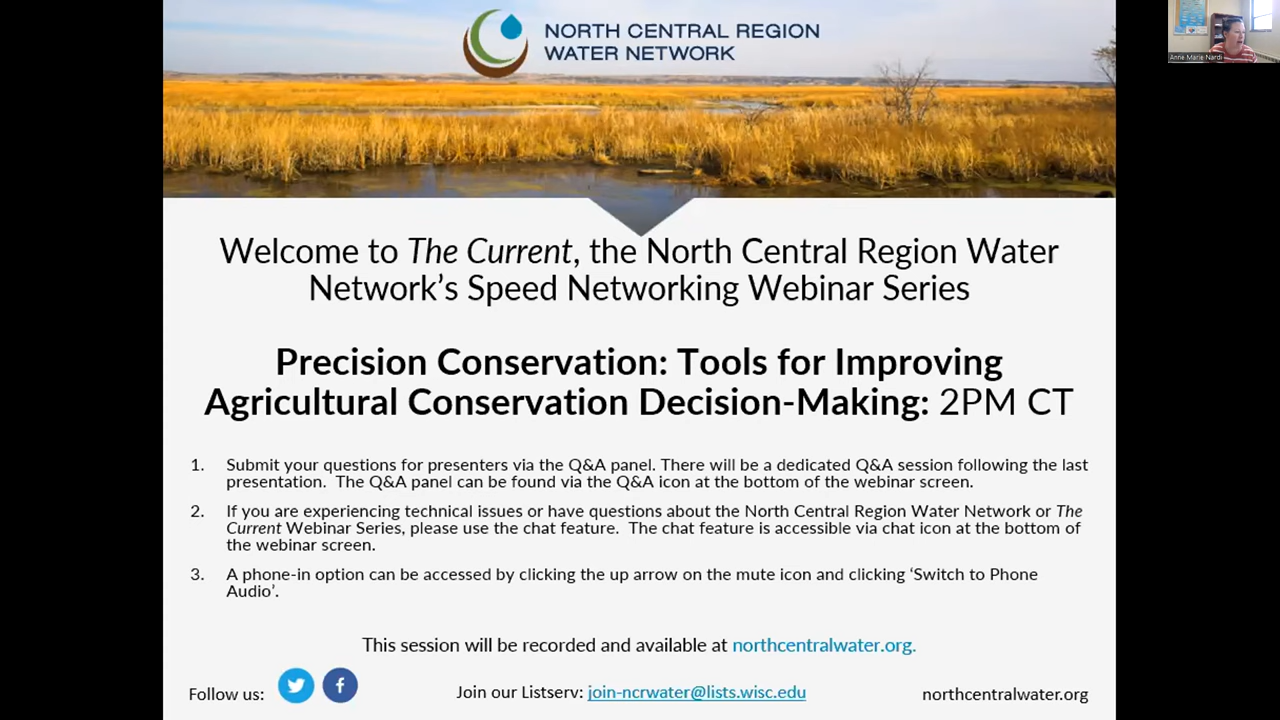 NORTH CENTRAL REGION
WATER NETWORK
Anne Marie Nardi
Welcome to The Current, the North Central Region Water
Network's Speed Networking Webinar Series
Precision Conservation: Tools for Improving
Agricultural Conservation Decision-Making: 2PM CT
1. Submit your questions for presenters via the Q&A panel. There will be a dedicated Q&A session following the last
presentation. The Q&A panel can be found via the Q&A icon at the bottom of the webinar screen.
2. If you are experiencing technical issues or have questions about the North Central Region Water Network or The
Current Webinar Series, please use the chat feature. The chat feature is accessible via chat icon at the bottom of
the webinar screen.
3. A phone-in option can be accessed by clicking the up arrow on the mute icon and clicking ‘Switch to Phone
Audio’.
This session will be recorded and available at northcentralwater.org.
Follow us:
Join our Listserv: join-ncrwater@lists.wisc.edu
northcentralwater.org